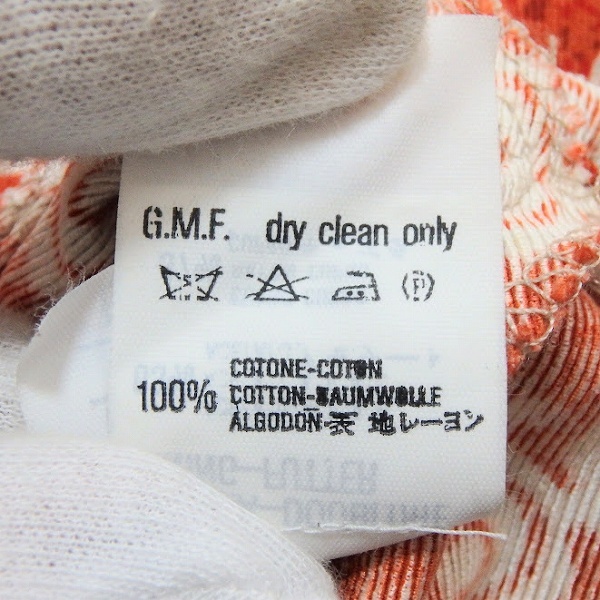 G.M.F. dry clean only
P
100% COTONE-COTON
COTTON-BAUMWOLLE
ALGODON-表 地レーヨン